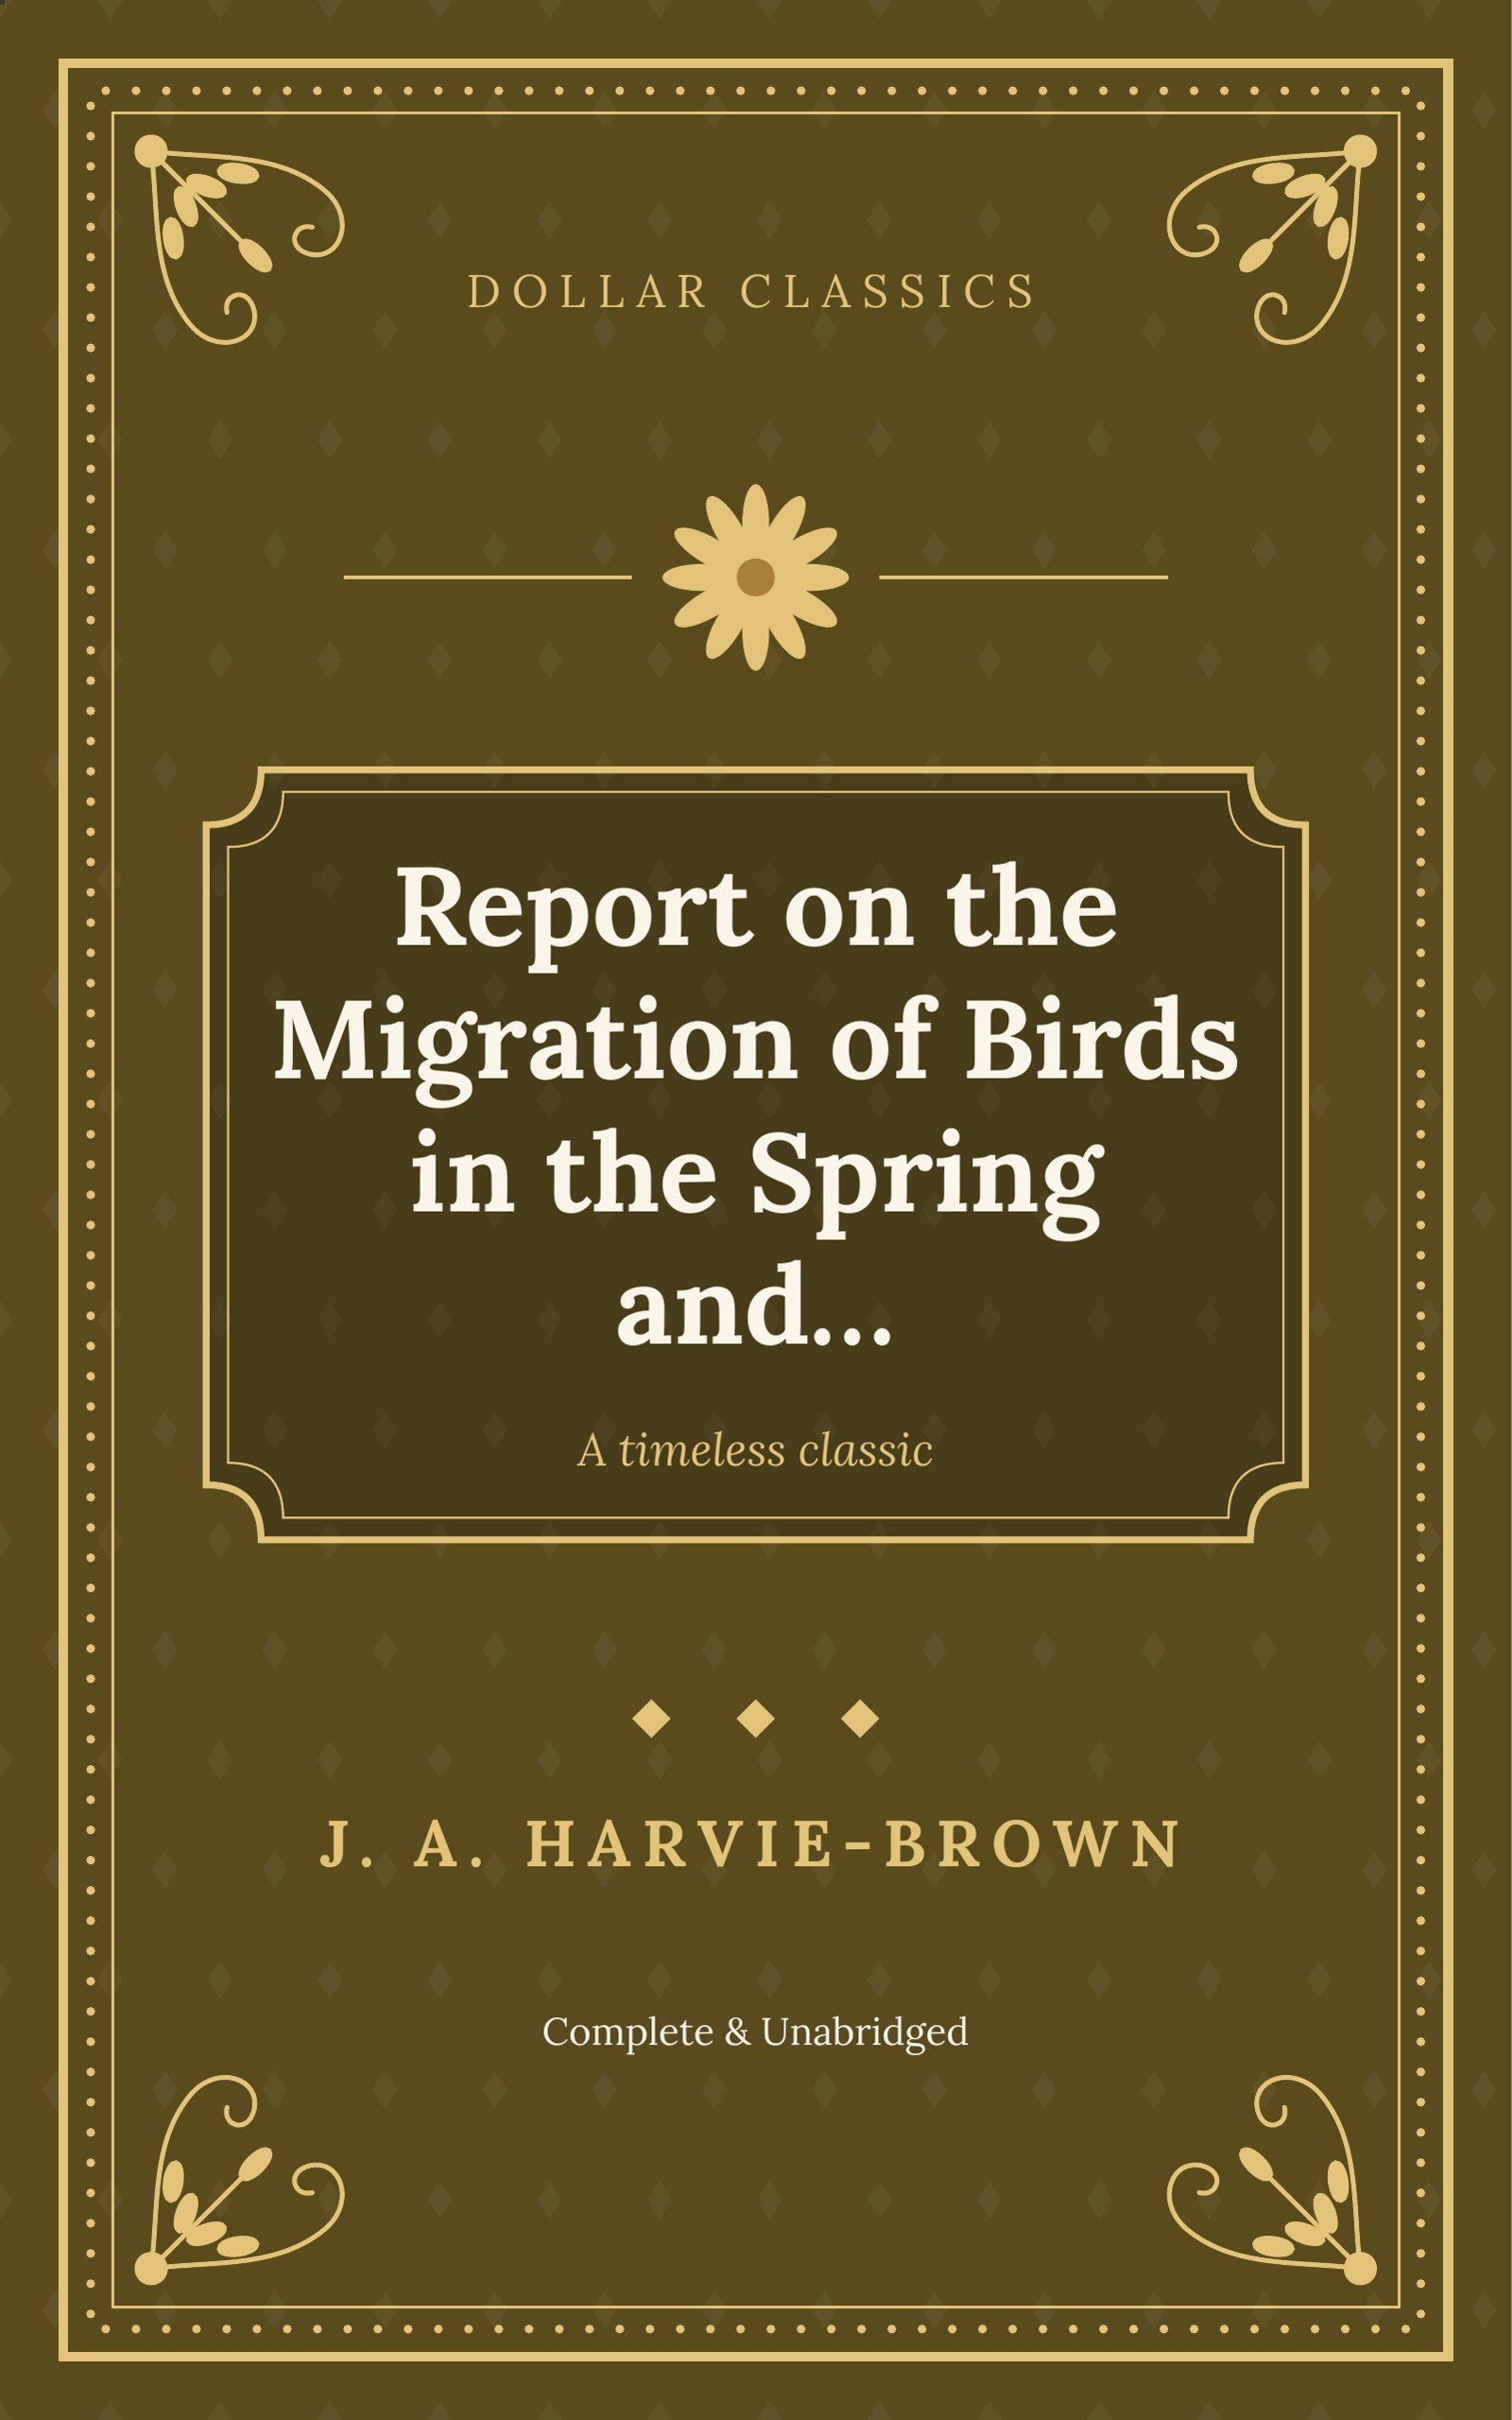 DOLLAR CLASSICS
Report on the
Migration of Birds
in the Spring
and...
A timeless classic
J. A. HARVIE-BROWN
Complete & Unabridged